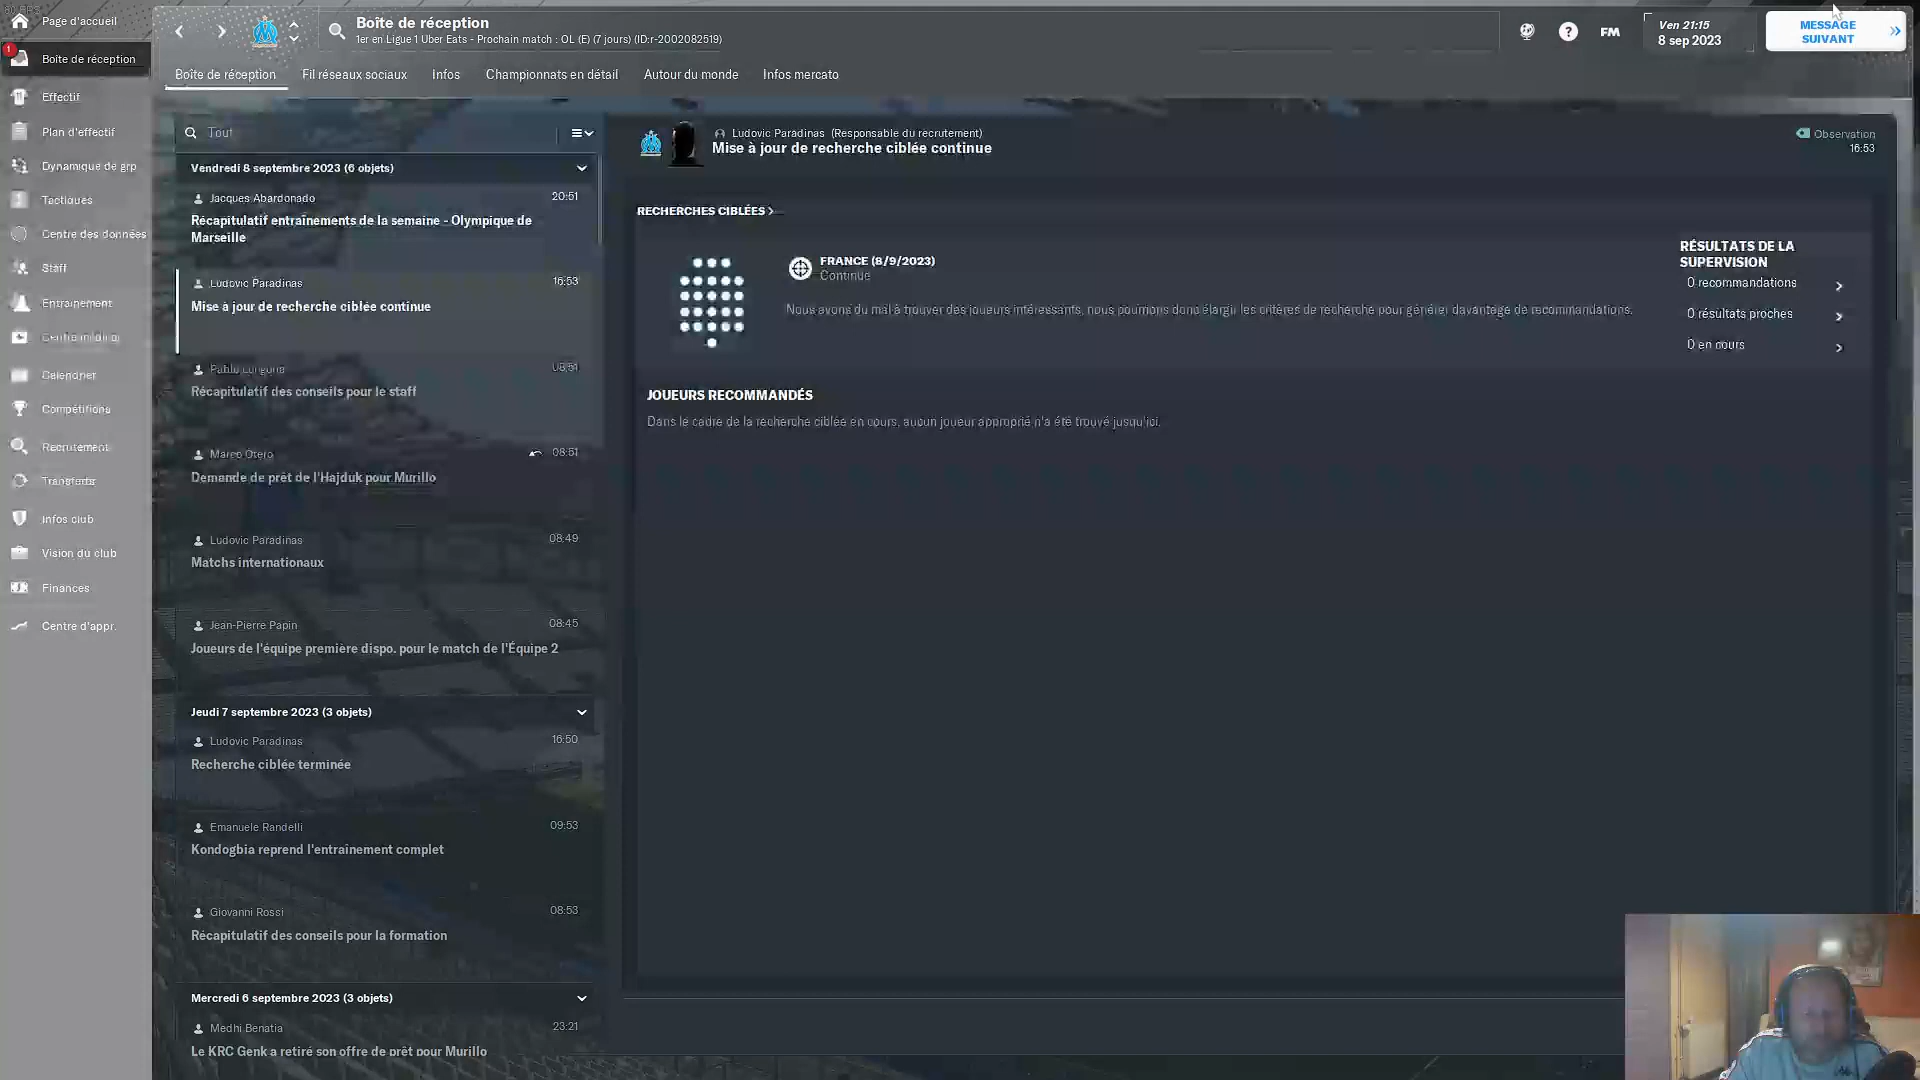 60 FPS
Page d'accueil
1
Boîte de réception
Effectif
Plan d'effectif
Dynamique de grp
Tactiques
Centre des données
Staff
Entraînement
Centre médical
Calendrier
Compétitions
Recrutement
Transferts
Infos club
Vision du club
Finances
Centre d'appr.
Boîte de réception
1er en Ligue 1 Uber Eats - Prochain match : OL (E) (7 jours) (ID:r-2002082519)
?
FM
Ven 21:15
8 sep 2023
MESSAGE
SUIVANT
Boîte de réception
Fil réseaux sociaux
Infos
Championnats en détail
Autour du monde
Infos mercato
Tout
Vendredi 8 septembre 2023 (6 objets)
Jacques Abardonado
20:51
Récapitulatif entraînements de la semaine - Olympique de
Marseille
Ludovic Paradinas
16:53
Mise à jour de recherche ciblée continue
Pablo Longoria
08:51
Récapitulatif des conseils pour le staff
Marco Otero
08:51
Demande de prêt de l'Hajduk pour Murillo
Ludovic Paradinas
08:49
Matchs internationaux
Jean-Pierre Papin
08:45
Joueurs de l'équipe première dispo. pour le match de l'Équipe 2
Jeudi 7 septembre 2023 (3 objets)
Ludovic Paradinas
16:50
Recherche ciblée terminée
Emanuele Randelli
09:53
Kondogbia reprend l'entraînement complet
Giovanni Rossi
08:53
Récapitulatif des conseils pour la formation
Mercredi 6 septembre 2023 (3 objets)
Medhi Benatia
23:21
Le KRC Genk a retiré son offre de prêt pour Murillo
Ludovic Paradinas (Responsable du recrutement)
Mise à jour de recherche ciblée continue
Observation
16:53
RECHERCHES CIBLÉES
FRANCE (8/9/2023)
Continue
Nous avons du mal à trouver des joueurs intéressants, nous pourrions donc élargir les critères de recherche pour générer davantage de recommandations.
RÉSULTATS DE LA
SUPERVISION
0 recommandations
0 résultats proches
0 en cours
JOUEURS RECOMMANDÉS
Dans le cadre de la recherche ciblée en cours, aucun joueur approprié n'a été trouvé jusqu'ici.